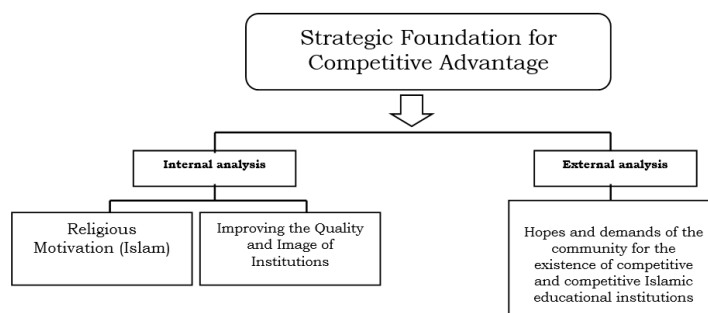 Strategic Foundation for
Competitive Advantage
Internal analysis
External analysis
Religious
Motivation (Islam)
Improving the Quality
and Image of
Institutions
Hopes and demands of the
community for the
existence of competitive
and competitive Islamic
educational institutions